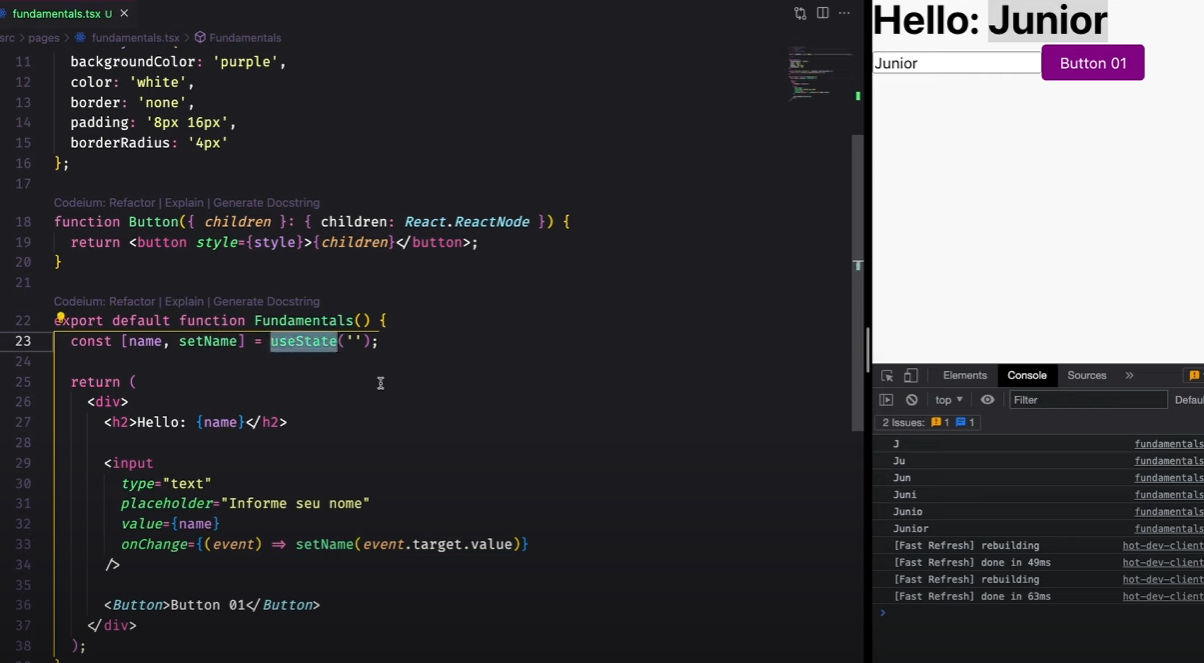 fundamentals.tsx U ×
src > pages > fundamentals.tsx > Fundamentals
11 backgroundColor: 'purple',
12 color: 'white',
13 border: 'none',
14 padding: '8px 16px',
15 borderRadius: '4px'
16 };
17
Codeium: Refactor | Explain | Generate Docstring
18 function Button({ children }: { children: React.ReactNode }) {
19 return <button style={style}>{children}</button>;
20 }
21
Codeium: Refactor | Explain | Generate Docstring
22 export default function Fundamentals() {
23 const [name, setName] = useState('');
24
25 return (
26 <div>
27 <h2>Hello: {name}</h2>
28
29 <input
30 type="text"
31 placeholder="Informe seu nome"
32 value={name}
33 onChange={(event) => setName(event.target.value)}
34 />
35
36 <Button>Button 01</Button>
37 </div>
38 );
Hello: Junior
Junior Button 01
Elements Console Sources »
top ▼ Filter Defau
2 Issues: 1 1
J fundamentals
Ju fundamentals
Jun fundamentals
Juni fundamentals
Junio fundamentals
Junior fundamentals
[Fast Refresh] rebuilding hot-dev-client
[Fast Refresh] done in 49ms hot-dev-client
[Fast Refresh] rebuilding hot-dev-client
[Fast Refresh] done in 63ms hot-dev-client
>